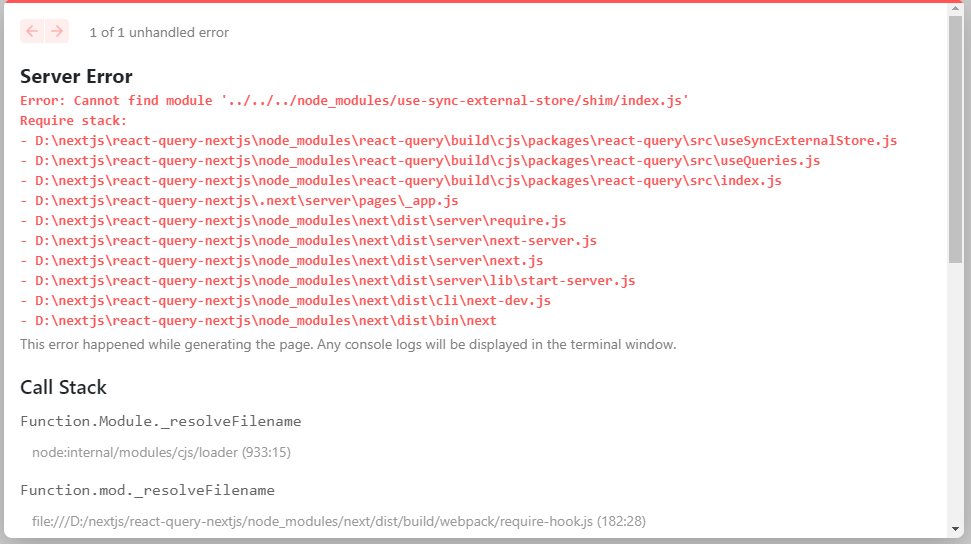 1 of 1 unhandled error
Server Error
Error: Cannot find module '../../../node_modules/use-sync-external-store/shim/index.js'
Require stack:
- D:\nextjs\react-query-nextjs\node_modules\react-query\build\cjs\packages\react-query\src\useSyncExternalStore.js
- D:\nextjs\react-query-nextjs\node_modules\react-query\build\cjs\packages\react-query\src\useQueries.js
- D:\nextjs\react-query-nextjs\node_modules\react-query\build\cjs\packages\react-query\src\index.js
- D:\nextjs\react-query-nextjs\.next\server\pages\_app.js
- D:\nextjs\react-query-nextjs\node_modules\next\dist\server\require.js
- D:\nextjs\react-query-nextjs\node_modules\next\dist\server\next-server.js
- D:\nextjs\react-query-nextjs\node_modules\next\dist\server\next.js
- D:\nextjs\react-query-nextjs\node_modules\next\dist\server\lib\start-server.js
- D:\nextjs\react-query-nextjs\node_modules\next\dist\cli\next-dev.js
- D:\nextjs\react-query-nextjs\node_modules\next\dist\bin\next
This error happened while generating the page. Any console logs will be displayed in the terminal window.
Call Stack
Function.Module._resolveFilename
node:internal/modules/cjs/loader (933:15)
Function.mod._resolveFilename
file:///D:/nextjs/react-query-nextjs/node_modules/next/dist/build/webpack/require-hook.js (182:28)